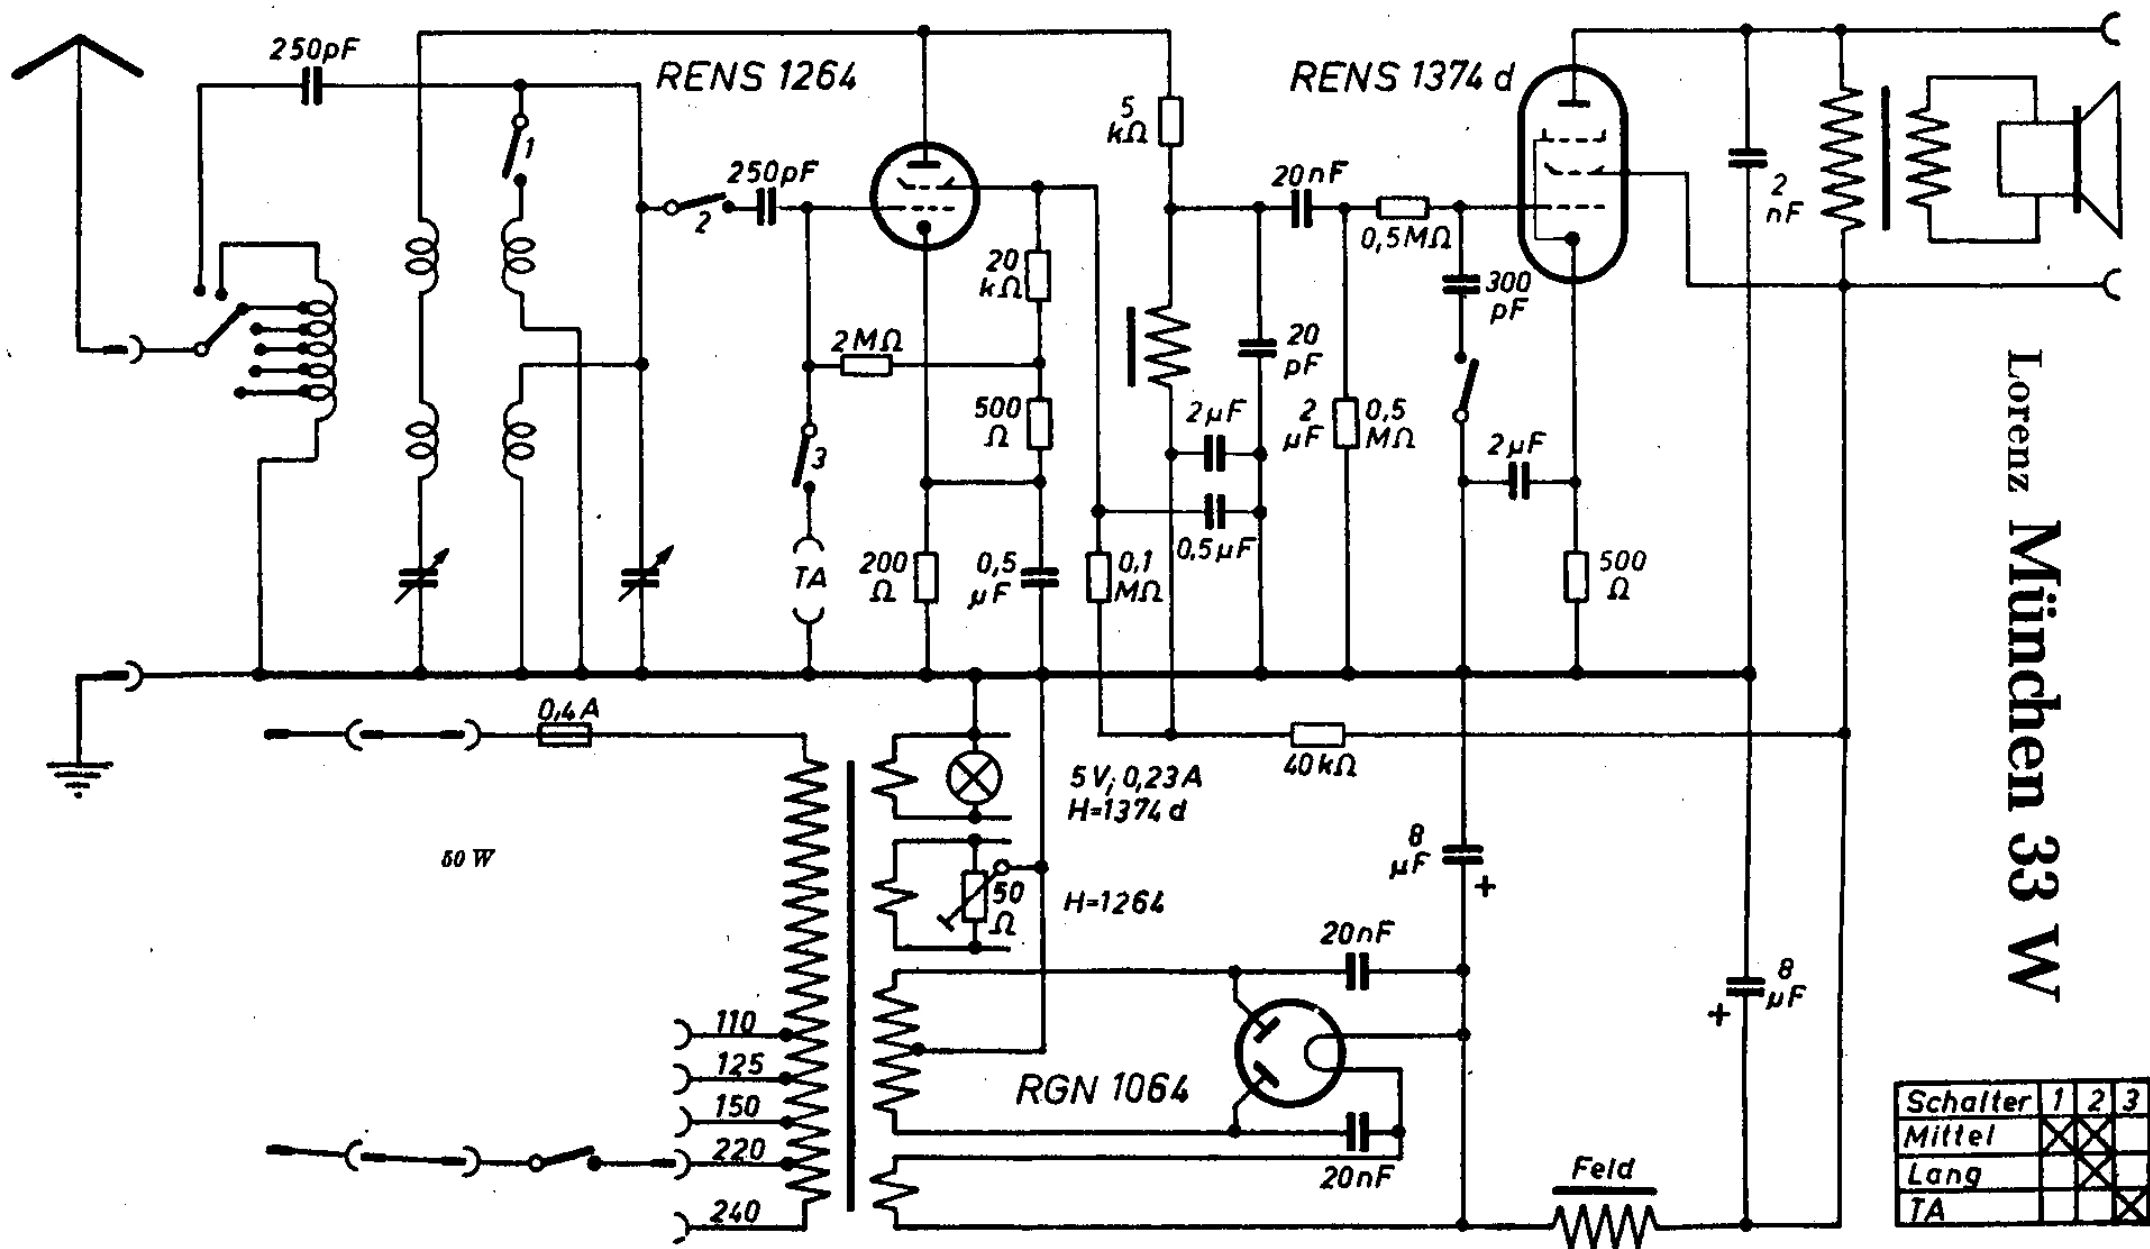 250pF
RENS 1264
RENS 1374 d
5
kΩ
1
250pF
2
20nF
0,5MΩ
2
nF
20
kΩ
300
pF
2MΩ
20
pF
500
Ω
2µF
2
µF
0,5
MΩ
2µF
3
TA
200
Ω
0,5
µF
0,1
MΩ
0,5µF
500
Ω
Lorenz München 33 W
0,4A
40kΩ
5V; 0,23A
H=1374d
50 W
8
µF
+
50
Ω
H=1264
20nF
8
µF
+
110
125
150
220
240
RGN 1064
20nF
Feld
Schalter 1 2 3
Mittel
Lang
TA